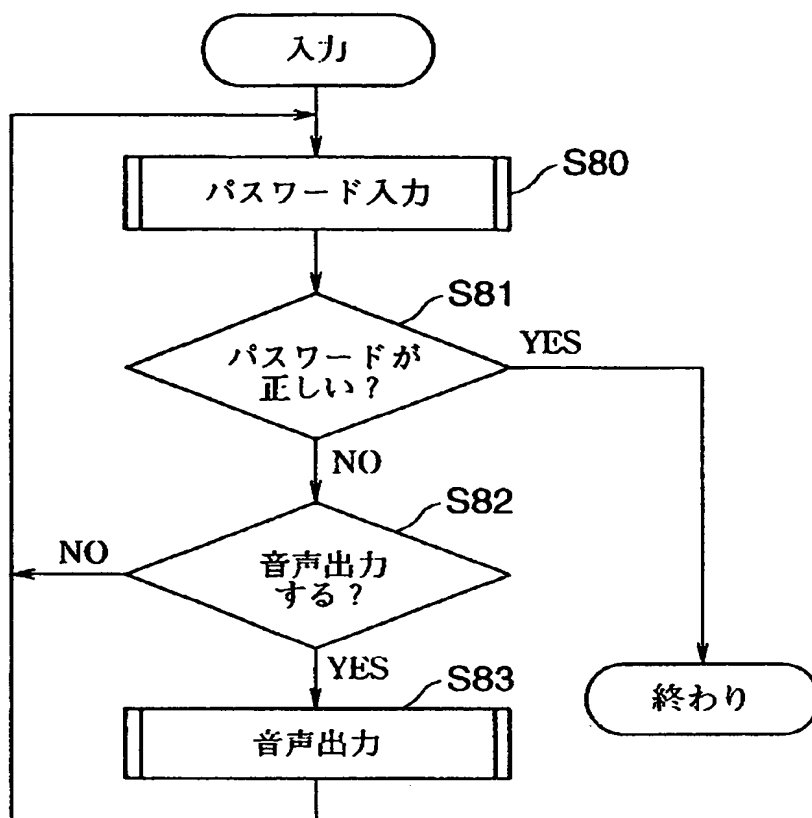 入力
パスワード入力
S80
S81
パスワードが
正しい?
YES
NO
S82
音声出力
する?
NO
YES
S83
音声出力
終わり